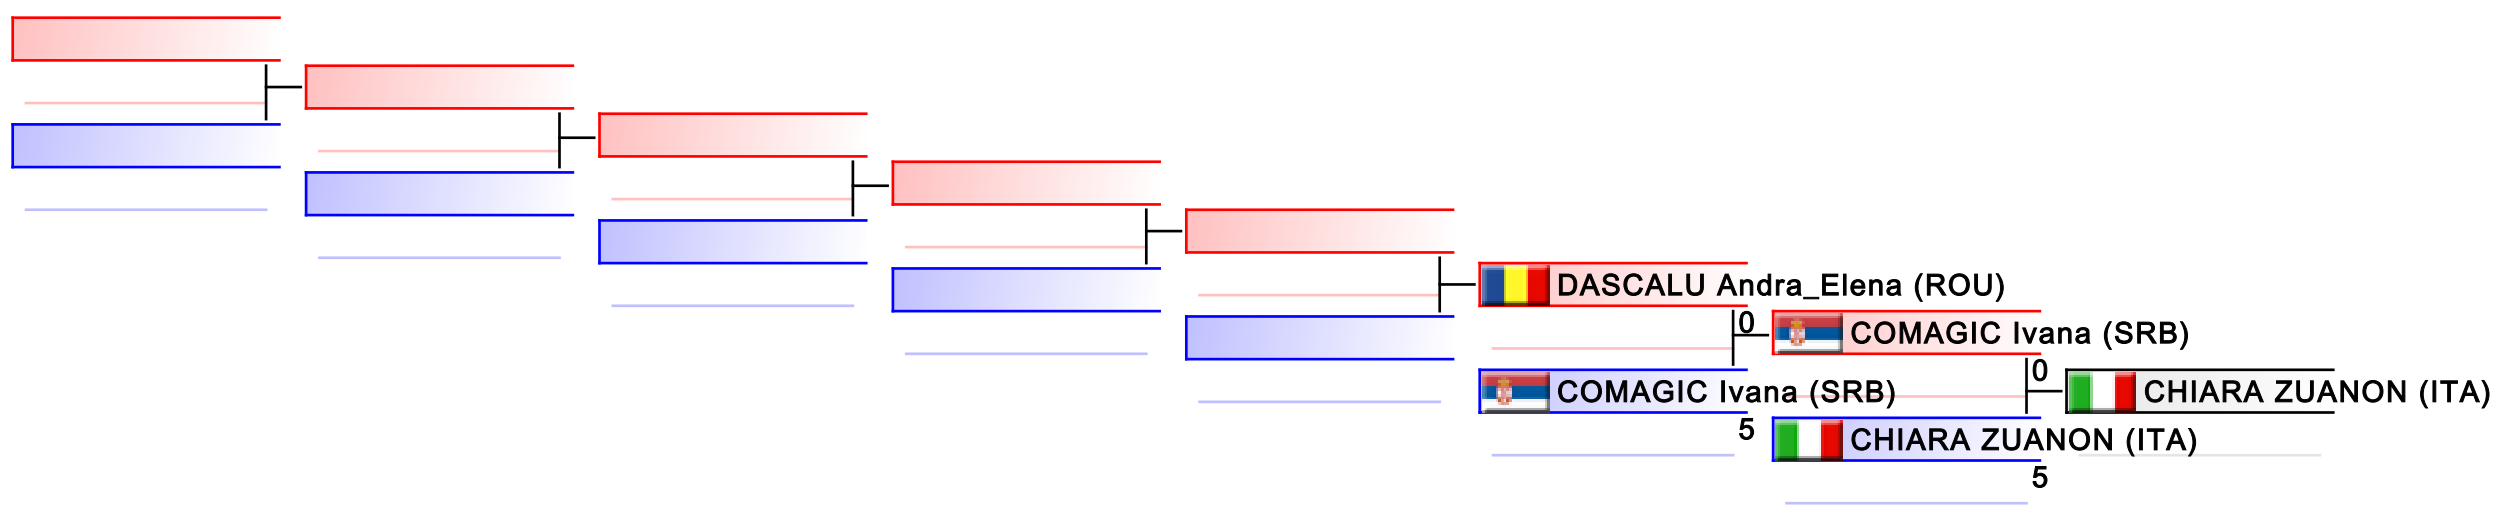 DASCALU Andra_Elena (ROU)
0
COMAGIC Ivana (SRB)
5
COMAGIC Ivana (SRB)
0
CHIARA ZUANON (ITA)
5
CHIARA ZUANON (ITA)